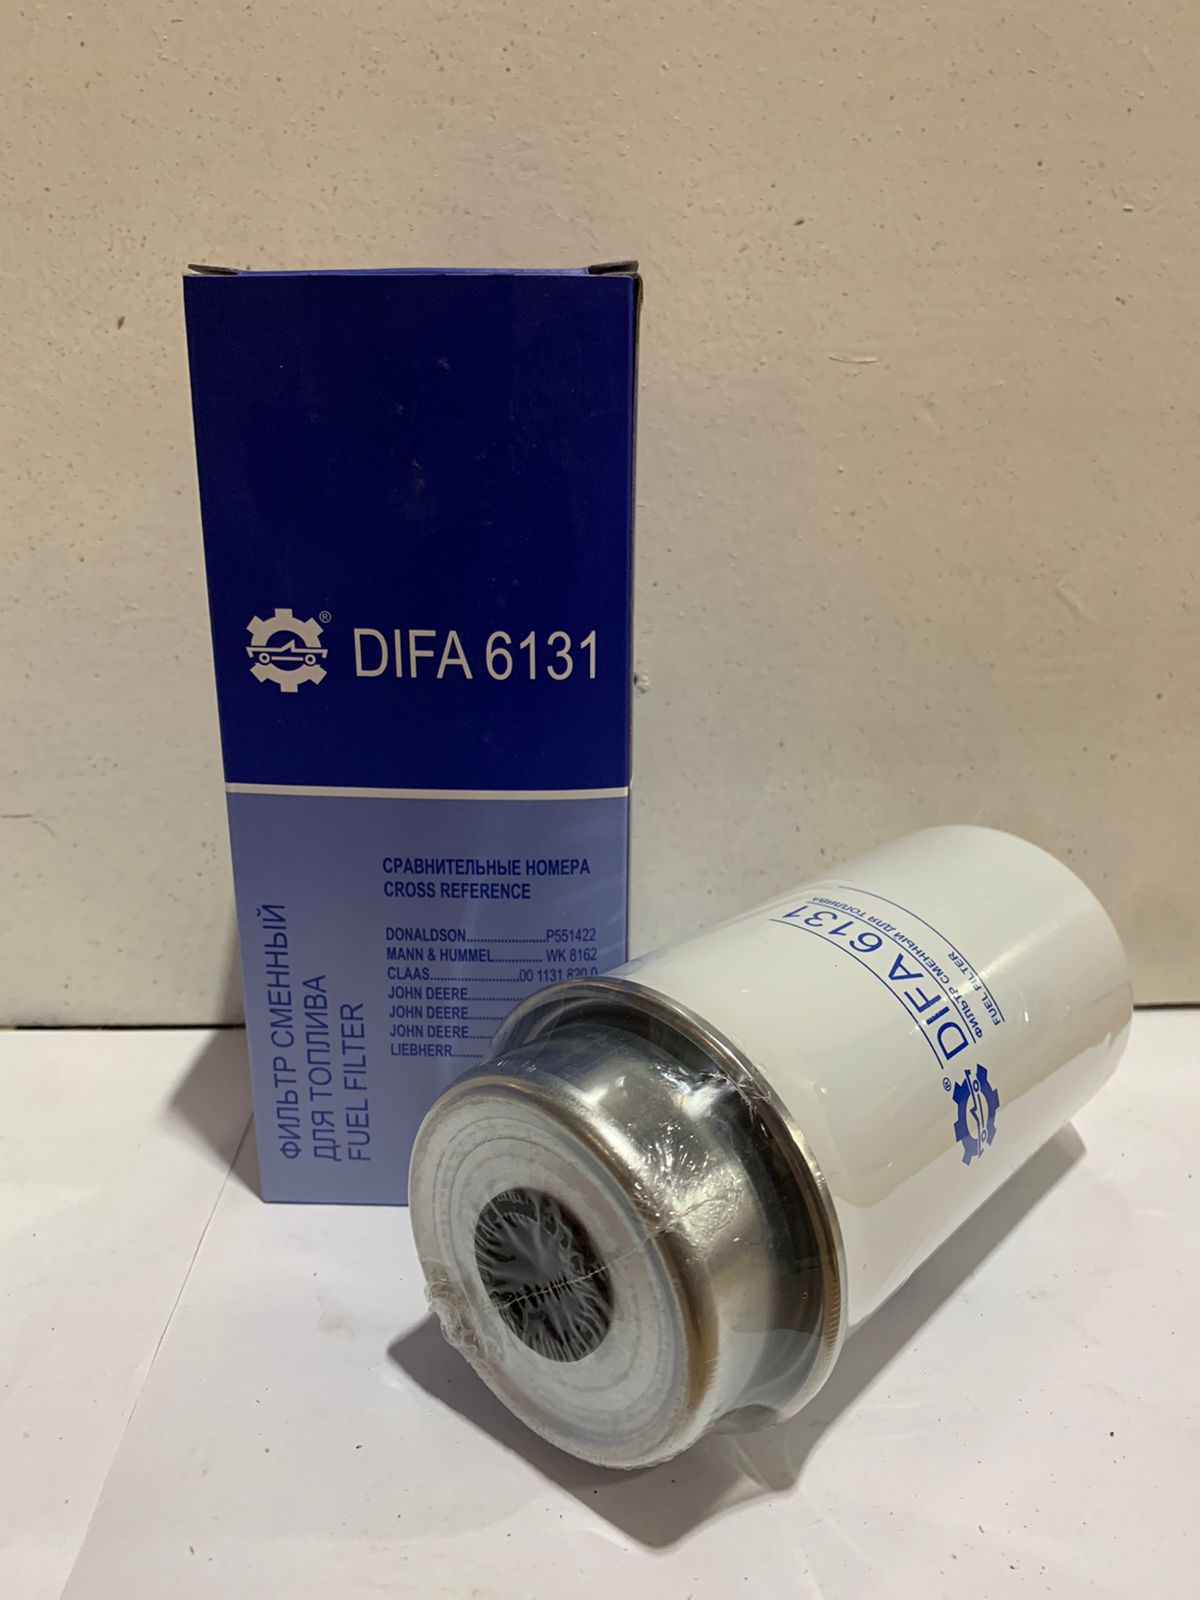 ®
DIFA 6131
СРАВНИТЕЛЬНЫЕ НОМЕРА
CROSS REFERENCE
DONALDSON......................P551422
MANN & HUMMEL.............. WK 8162
CLAAS.........................00 1131 820 0
JOHN DEERE
JOHN DEERE
JOHN DEERE
LIEBHERR
ФИЛЬТР СМЕННЫЙ
ДЛЯ ТОПЛИВА
FUEL FILTER
®
DIFA 6131
ФИЛЬТР СМЕННЫЙ ДЛЯ ТОПЛИВА
FUEL FILTER